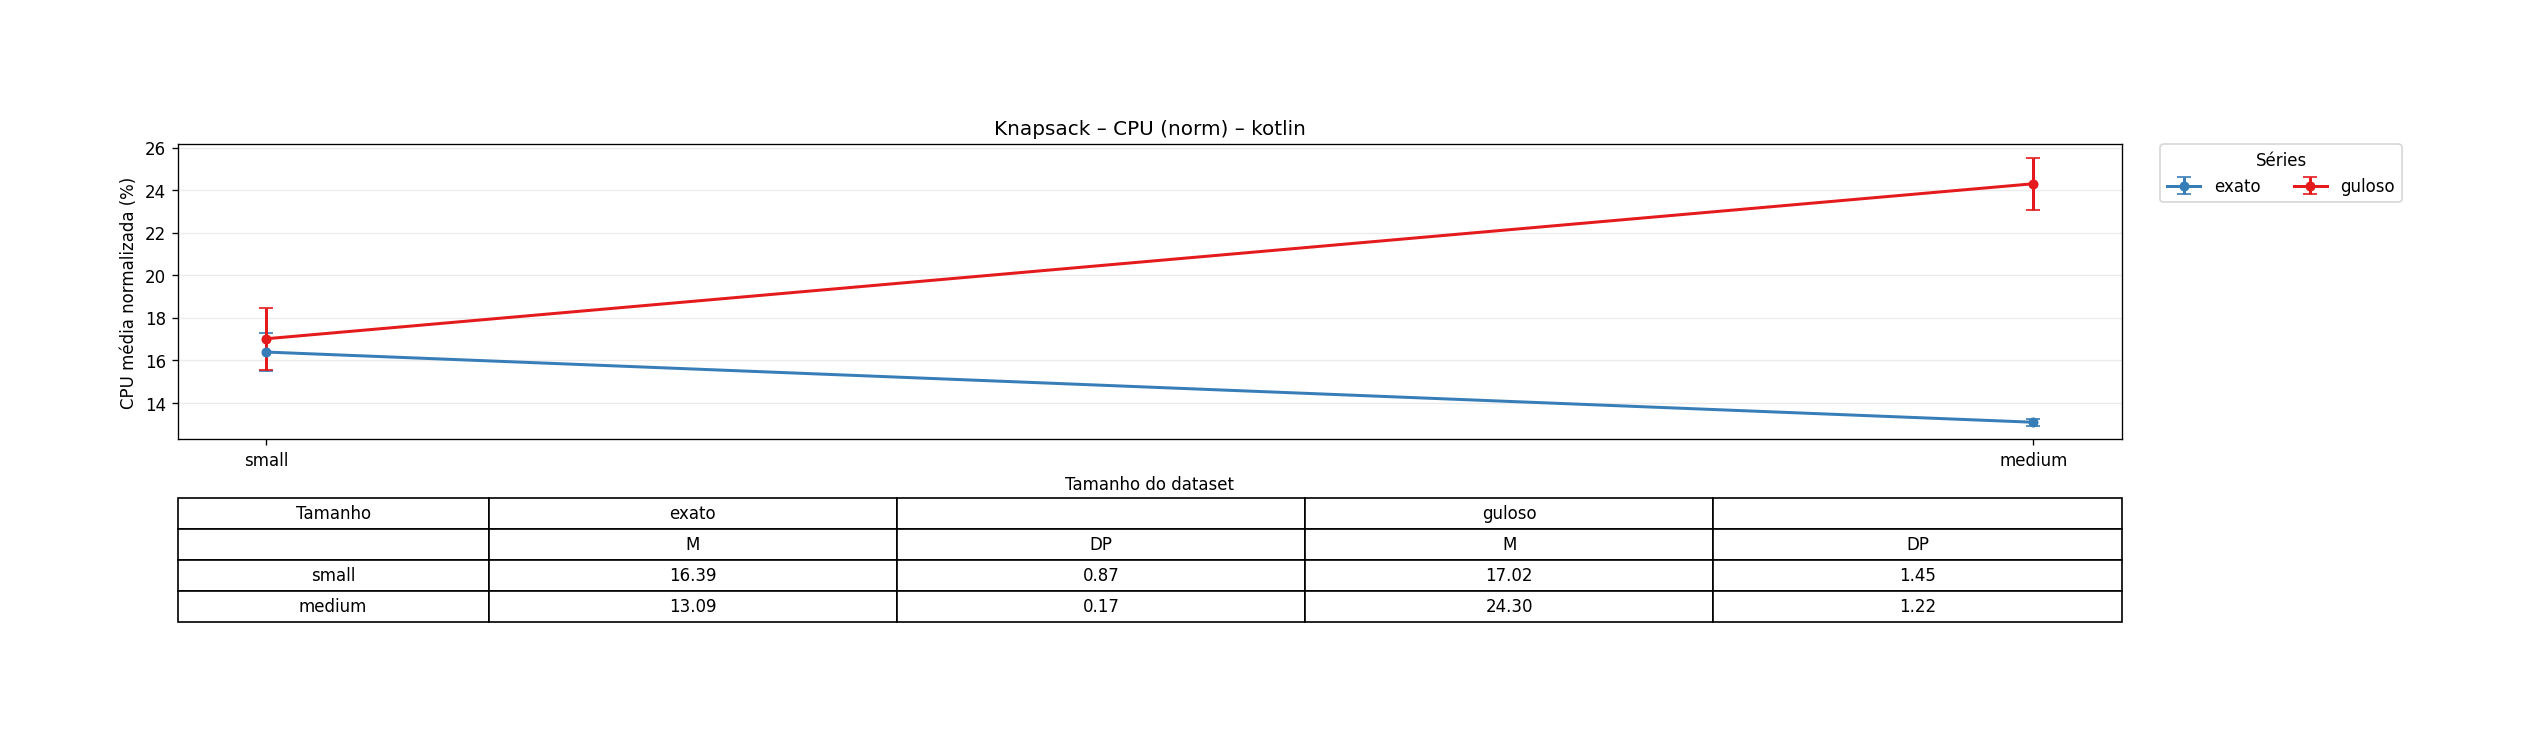 Knapsack – CPU (norm) – kotlin
CPU média normalizada (%)
26
24
22
20
18
16
14
small medium
Tamanho do dataset
Séries
exato guloso
Tamanho exato guloso
M DP M DP
small 16.39 0.87 17.02 1.45
medium 13.09 0.17 24.30 1.22